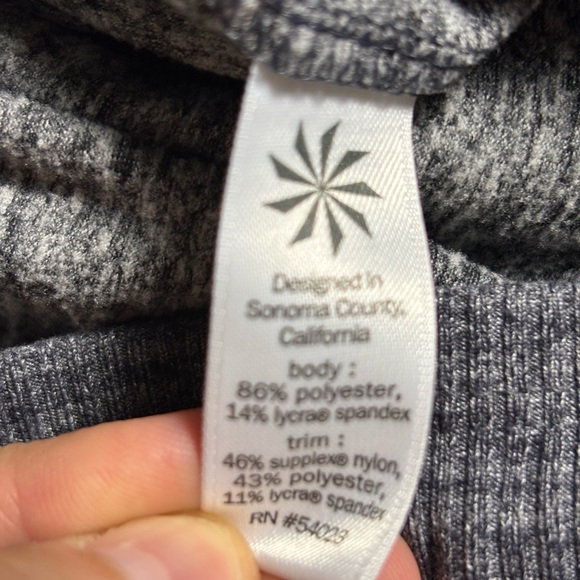 Designed in
Sonoma County,
California
body :
86% polyester,
14% lycra® spandex
trim :
46% supplex® nylon,
43% polyester,
11% lycra® spandex
RN #54023